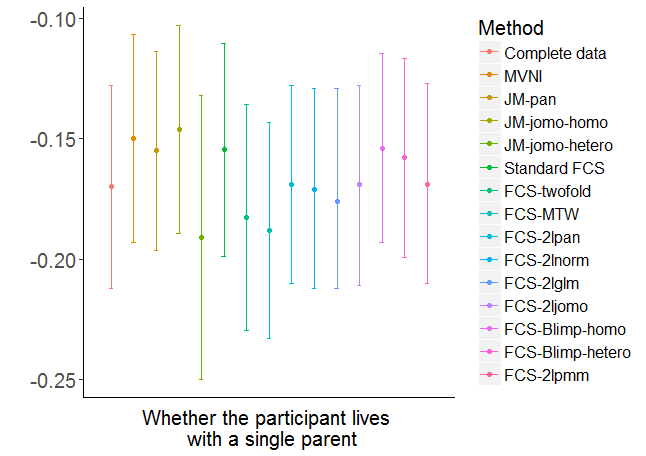 -0.10
-0.15
-0.20
-0.25
Whether the participant lives
with a single parent
Method
Complete data
MVNI
JM-pan
JM-jomo-homo
JM-jomo-hetero
Standard FCS
FCS-twofold
FCS-MTW
FCS-2lpan
FCS-2lnorm
FCS-2lglm
FCS-2ljomo
FCS-Blimp-homo
FCS-Blimp-hetero
FCS-2lpmm